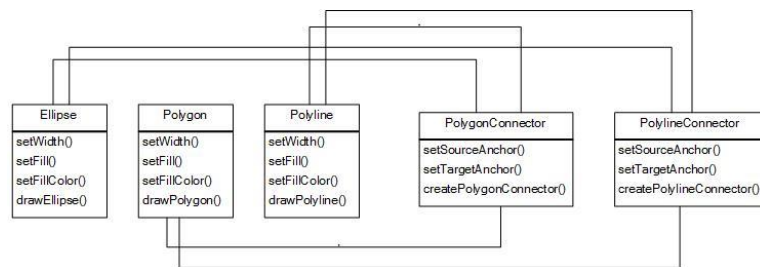 Ellipse
setWidth()
setFill()
setFillColor()
drawEllipse()
Polygon
setWidth()
setFill()
setFillColor()
drawPolygon()
Polyline
setWidth()
setFill()
setFillColor()
drawPolyline()
PolygonConnector
setSourceAnchor()
setTargetAnchor()
createPolygonConnector()
PolylineConnector
setSourceAnchor()
setTargetAnchor()
createPolylineConnector()